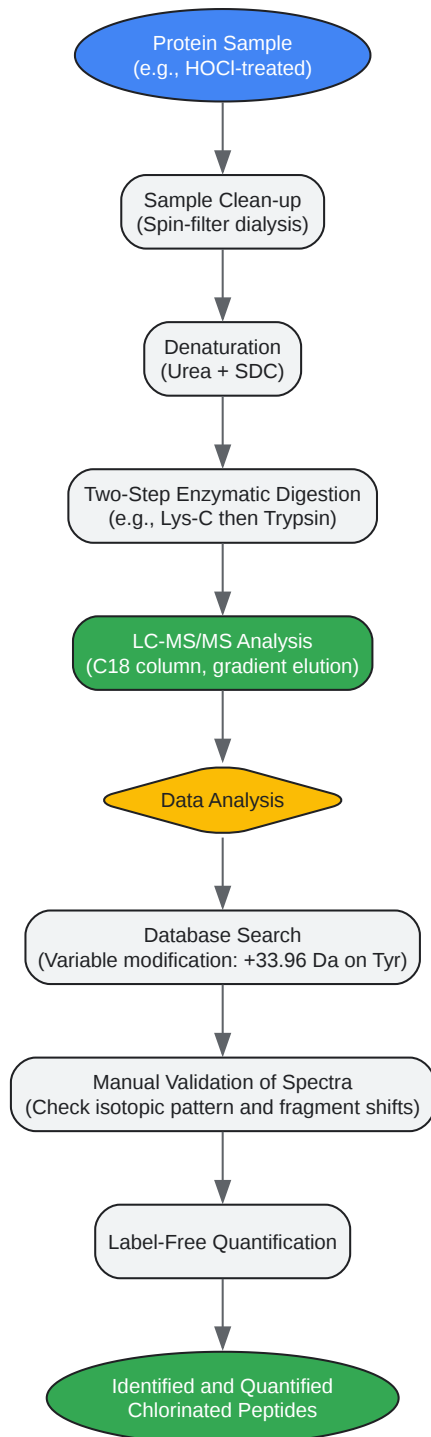 Protein Sample
(e.g., HOCl-treated)
Sample Clean-up
(Spin-filter dialysis)
Denaturation
(Urea + SDC)
Two-Step Enzymatic Digestion
(e.g., Lys-C then Trypsin)
LC-MS/MS Analysis
(C18 column, gradient elution)
Data Analysis
Database Search
(Variable modification: +33.96 Da on Tyr)
Manual Validation of Spectra
(Check isotopic pattern and fragment shifts)
Label-Free Quantification
Identified and Quantified
Chlorinated Peptides